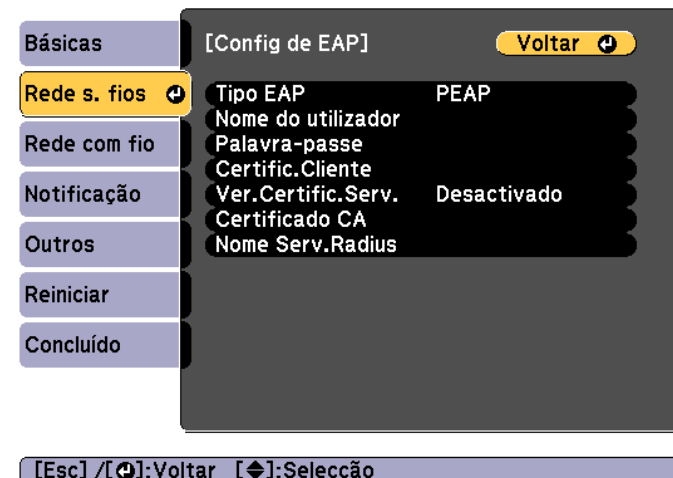 Básicas
[Config de EAP]
Voltar
Rede s. fios
Tipo EAP PEAP
Nome do utilizador
Rede com fio
Palavra-passe
Certific.Cliente
Notificação
Ver.Certific.Serv. Desactivado
Certificado CA
Outros
Nome Serv.Radius
Reiniciar
Concluído
[Esc] /[⏎]:Voltar [◆]:Selecção